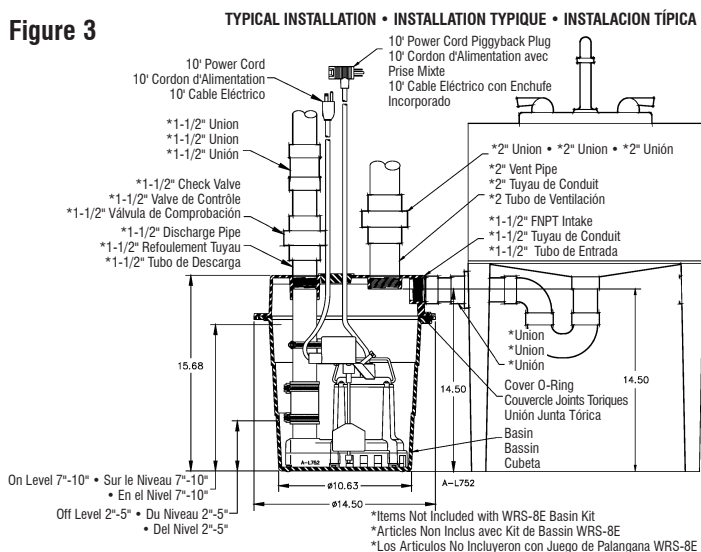 Figure 3
TYPICAL INSTALLATION • INSTALLATION TYPIQUE • INSTALACION TÍPICA
10' Power Cord
10' Cordon d'Alimentation
10' Cable Eléctrico
10' Power Cord Piggyback Plug
10' Cordon d'Alimentation avec
Prise Mixte
10' Cable Eléctrico con Enchufe
Incorporado
*1-1/2" Union
*1-1/2" Union
*1-1/2" Unión
*1-1/2" Check Valve
*1-1/2" Valve de Contrôle
*1-1/2" Válvula de Comprobación
*1-1/2" Discharge Pipe
*1-1/2" Refoulement Tuyau
*1-1/2" Tubo de Descarga
*2" Union • *2" Union • *2" Unión
*2" Vent Pipe
*2" Tuyau de Conduit
*2 Tubo de Ventilación
*1-1/2" FNPT Intake
*1-1/2" Tuyau de Conduit
*1-1/2" Tubo de Entrada
*Union
*Union
*Unión
Cover O-Ring
Couvercle Joints Toriques
Unión Junta Tórica
Basin
Bassin
Cubeta
15.68
14.50
14.50
A-L752
A-L752
On Level 7"-10" • Sur le Niveau 7"-10"
• En el Nivel 7"-10"
Off Level 2"-5" • Du Niveau 2"-5"
• Del Nivel 2"-5"
ø10.63
ø14.50
*Items Not Included with WRS-8E Basin Kit
*Articles Non Inclus avec Kit de Bassin WRS-8E
*Los Articulos No Incluyeron con Juego de Palangana WRS-8E